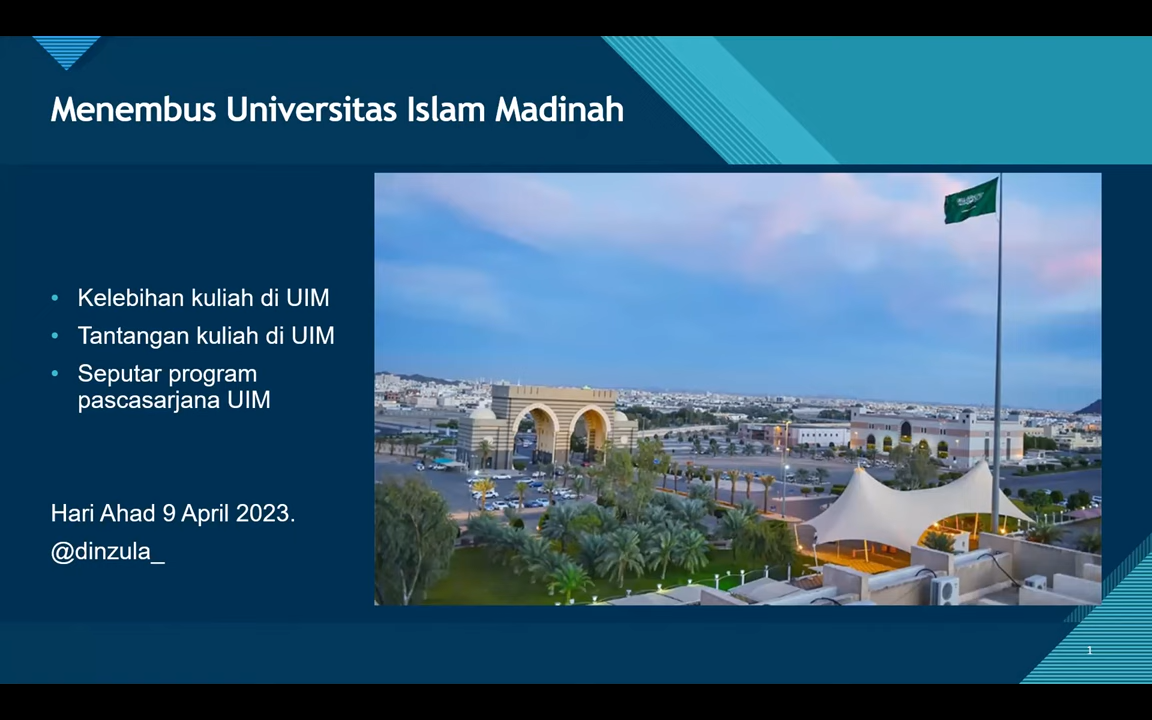 Menembus Universitas Islam Madinah
• Kelebihan kuliah di UIM
• Tantangan kuliah di UIM
• Seputar program
pascasarjana UIM
Hari Ahad 9 April 2023.
@dinzula_
1